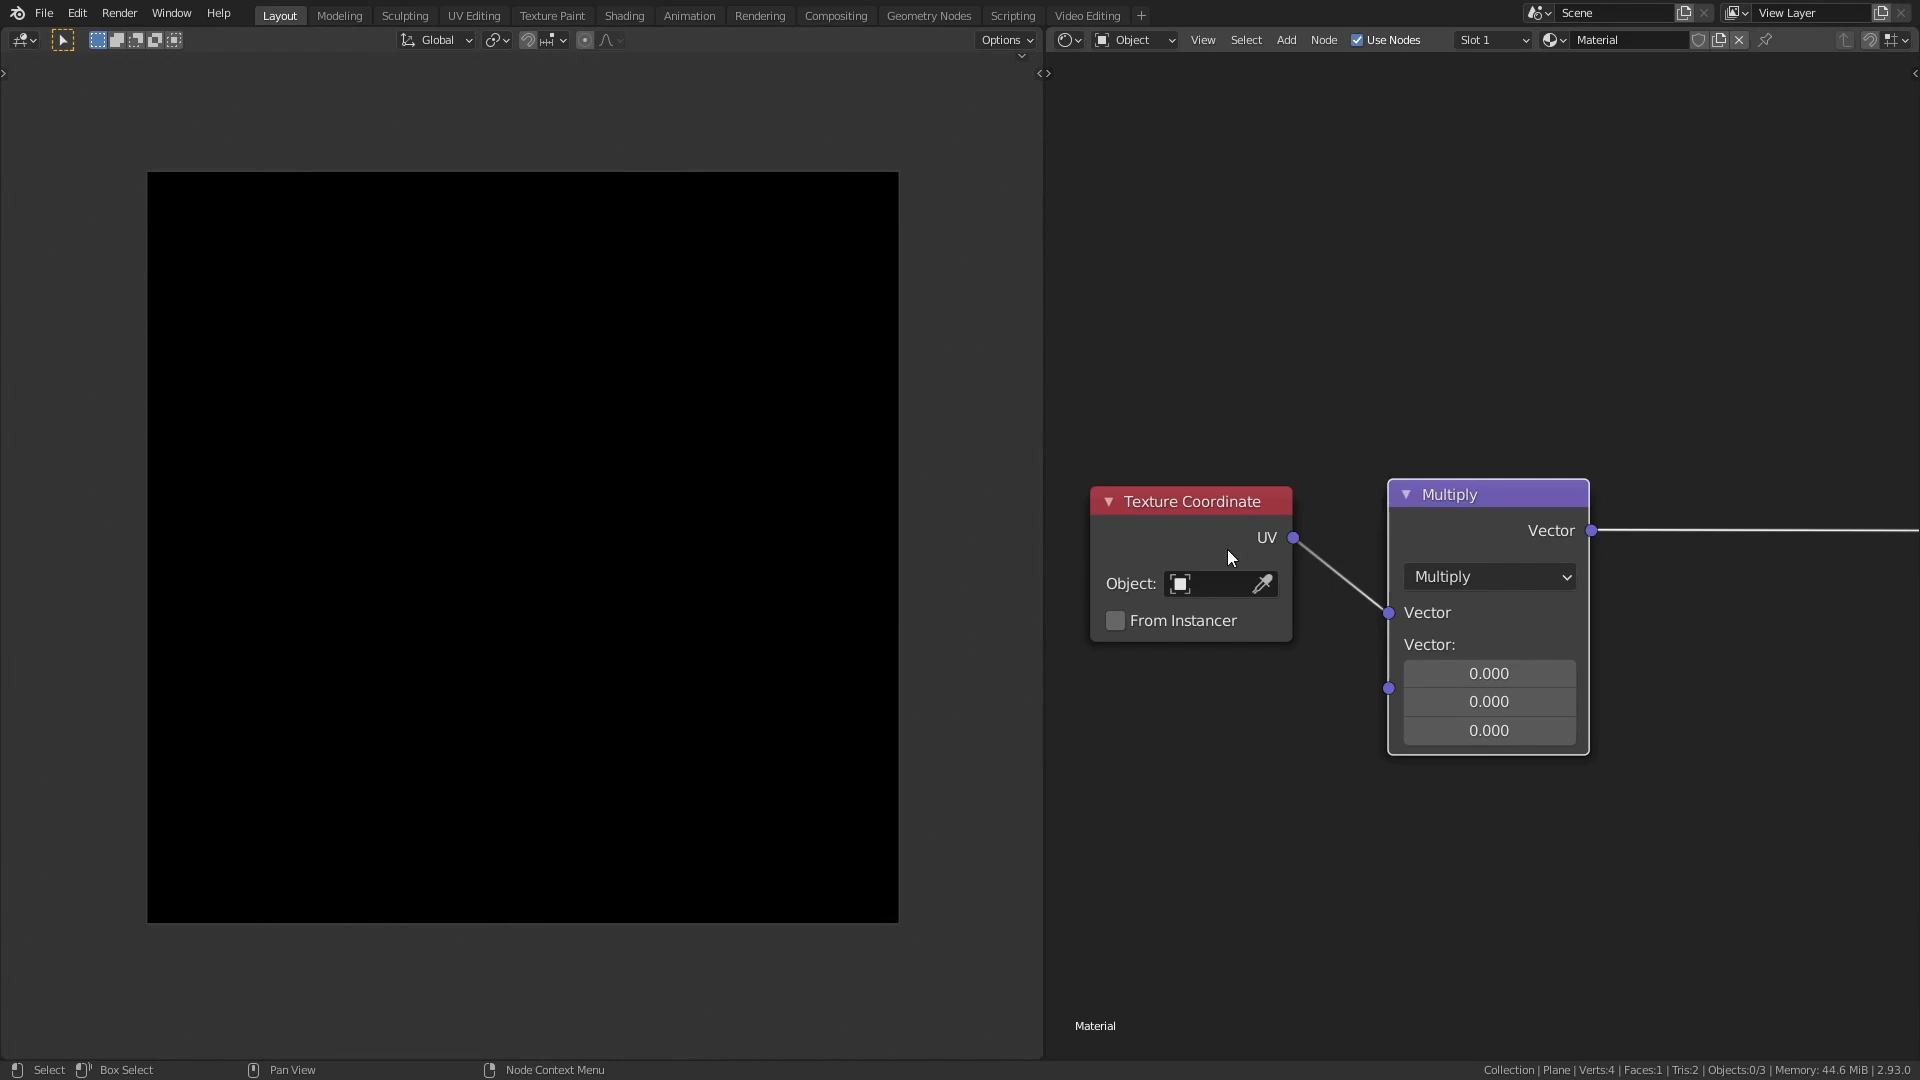 File Edit Render Window Help Layout Modeling Sculpting UV Editing Texture Paint Shading Animation Rendering Compositing Geometry Nodes Scripting Video Editing + Scene View Layer
Global Options Object View Select Add Node Use Nodes Slot 1 Material
Texture Coordinate
UV
Object:
From Instancer
Multiply
Vector
Multiply
Vector
Vector:
0.000
0.000
0.000
Material
Select Box Select Pan View Node Context Menu Collection | Plane | Verts:4 | Faces:1 | Tris:2 | Objects:0/3 | Memory: 44.6 MiB | 2.93.0